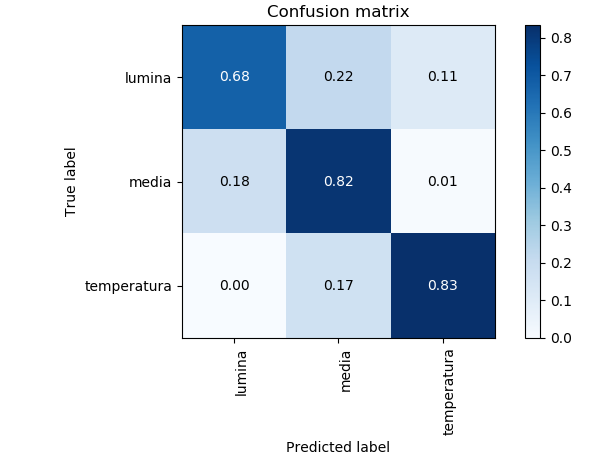 Confusion matrix
True label
lumina 0.68 0.22 0.11
media 0.18 0.82 0.01
temperatura 0.00 0.17 0.83
lumina media temperatura
Predicted label
0.8
0.7
0.6
0.5
0.4
0.3
0.2
0.1
0.0